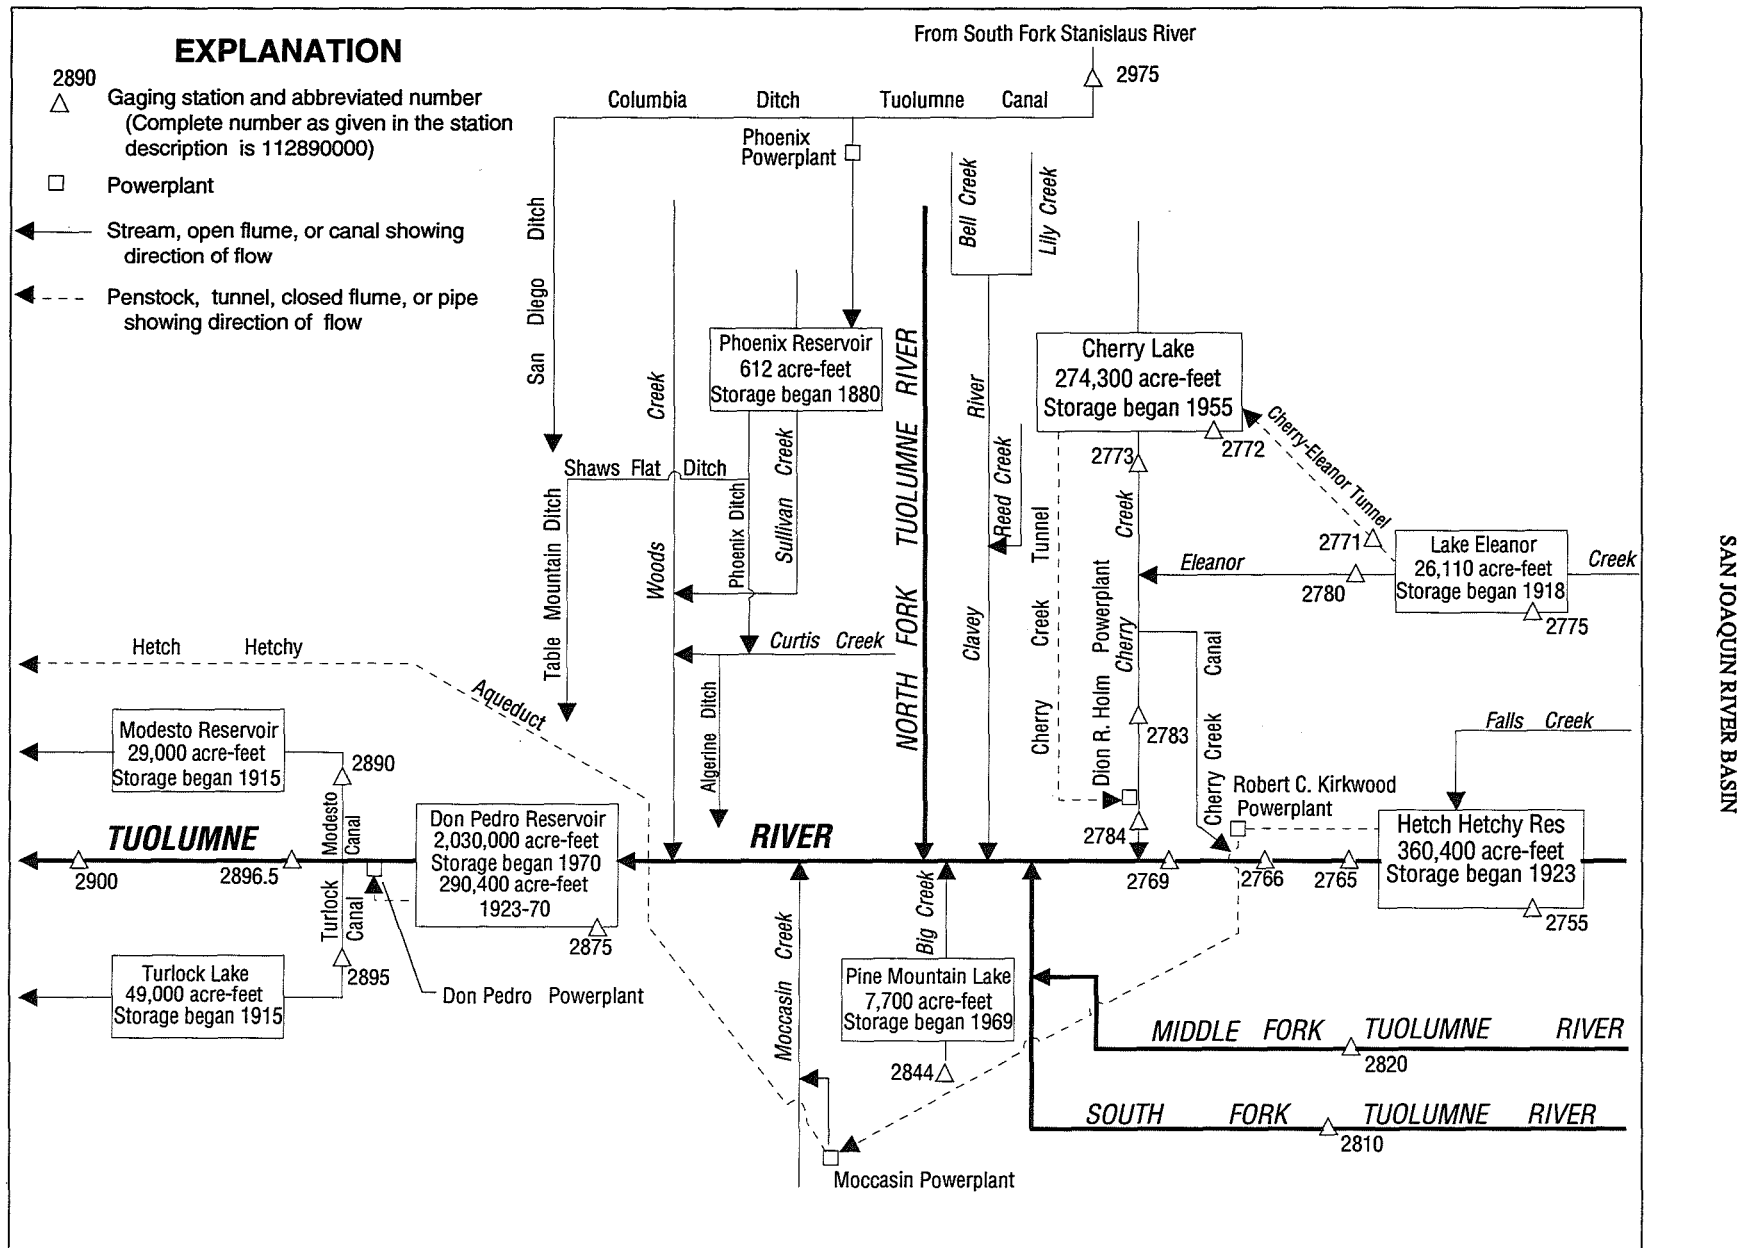 EXPLANATION
2890
Gaging station and abbreviated number
(Complete number as given in the station
description is 112890000)
Powerplant
Stream, open flume, or canal showing
direction of flow
Penstock, tunnel, closed flume, or pipe
showing direction of flow
From South Fork Stanislaus River
2975
Columbia Ditch
Tuolumne Canal
Phoenix
Powerplant
San Diego Ditch
Bell Creek
Lily Creek
Phoenix Reservoir
612 acre-feet
Storage began 1880
NORTH FORK TUOLUMNE RIVER
Cherry Lake
274,300 acre-feet
Storage began 1955
2772
2773
Cherry-Eleanor Tunnel
2771
Lake Eleanor
26,110 acre-feet
Storage began 1918
2775
Eleanor Creek
2780
Shaws Flat Ditch
Table Mountain Ditch
Woods Creek
Phoenix Ditch
Sullivan Creek
Curtis Creek
Algerine Ditch
Clavey River
Reed Creek
Cherry Creek Tunnel
Dion R. Holm Powerplant
Cherry Creek
2783
2784
Cherry Creek Canal
Falls Creek
Robert C. Kirkwood
Powerplant
Hetch Hetchy Res
360,400 acre-feet
Storage began 1923
2755
2769
2766
2765
Hetch Hetchy
Aqueduct
Modesto Reservoir
29,000 acre-feet
Storage began 1915
2890
Modesto
Canal
TUOLUMNE RIVER
2900
2896.5
Turlock
Canal
2895
Turlock Lake
49,000 acre-feet
Storage began 1915
Don Pedro Reservoir
2,030,000 acre-feet
Storage began 1970
290,400 acre-feet
1923-70
2875
Don Pedro Powerplant
Moccasin Creek
Big Creek
Pine Mountain Lake
7,700 acre-feet
Storage began 1969
2844
Moccasin Powerplant
MIDDLE FORK TUOLUMNE RIVER
2820
SOUTH FORK TUOLUMNE RIVER
2810
SAN JOAQUIN RIVER BASIN